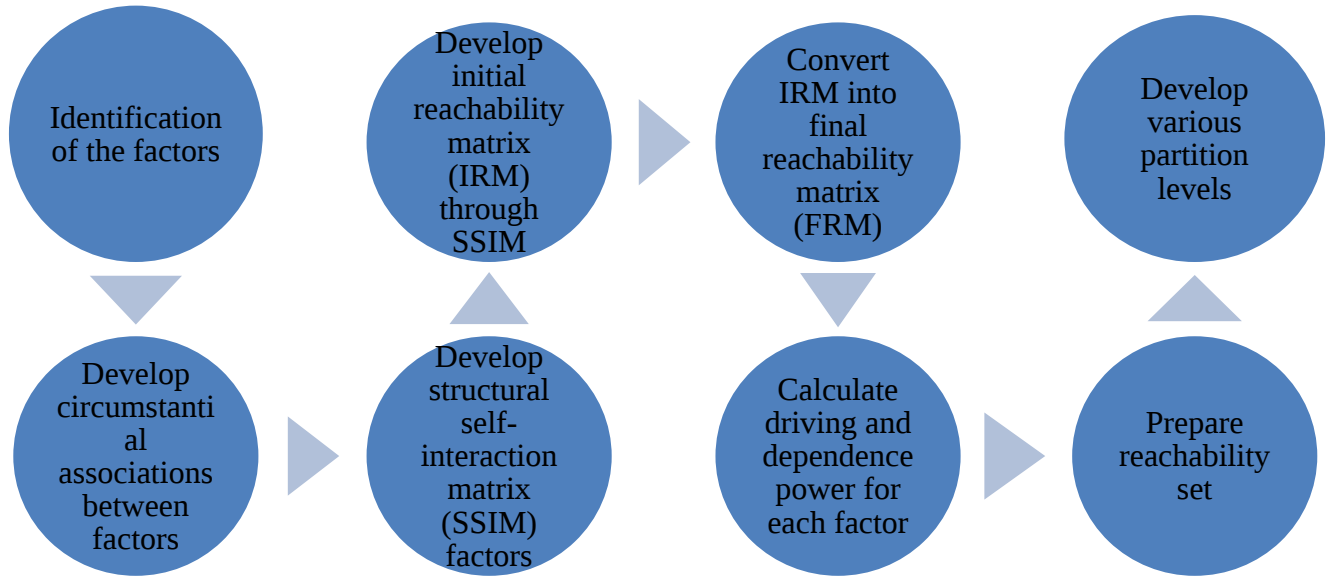 Identification
of the factors
Develop
circumstanti
al
associations
between
factors
Develop
structural
self-
interaction
matrix
(SSIM)
factors
Develop
initial
reachability
matrix
(IRM)
through
SSIM
Convert
IRM into
final
reachability
matrix
(FRM)
Calculate
driving and
dependence
power for
each factor
Prepare
reachability
set
Develop
various
partition
levels